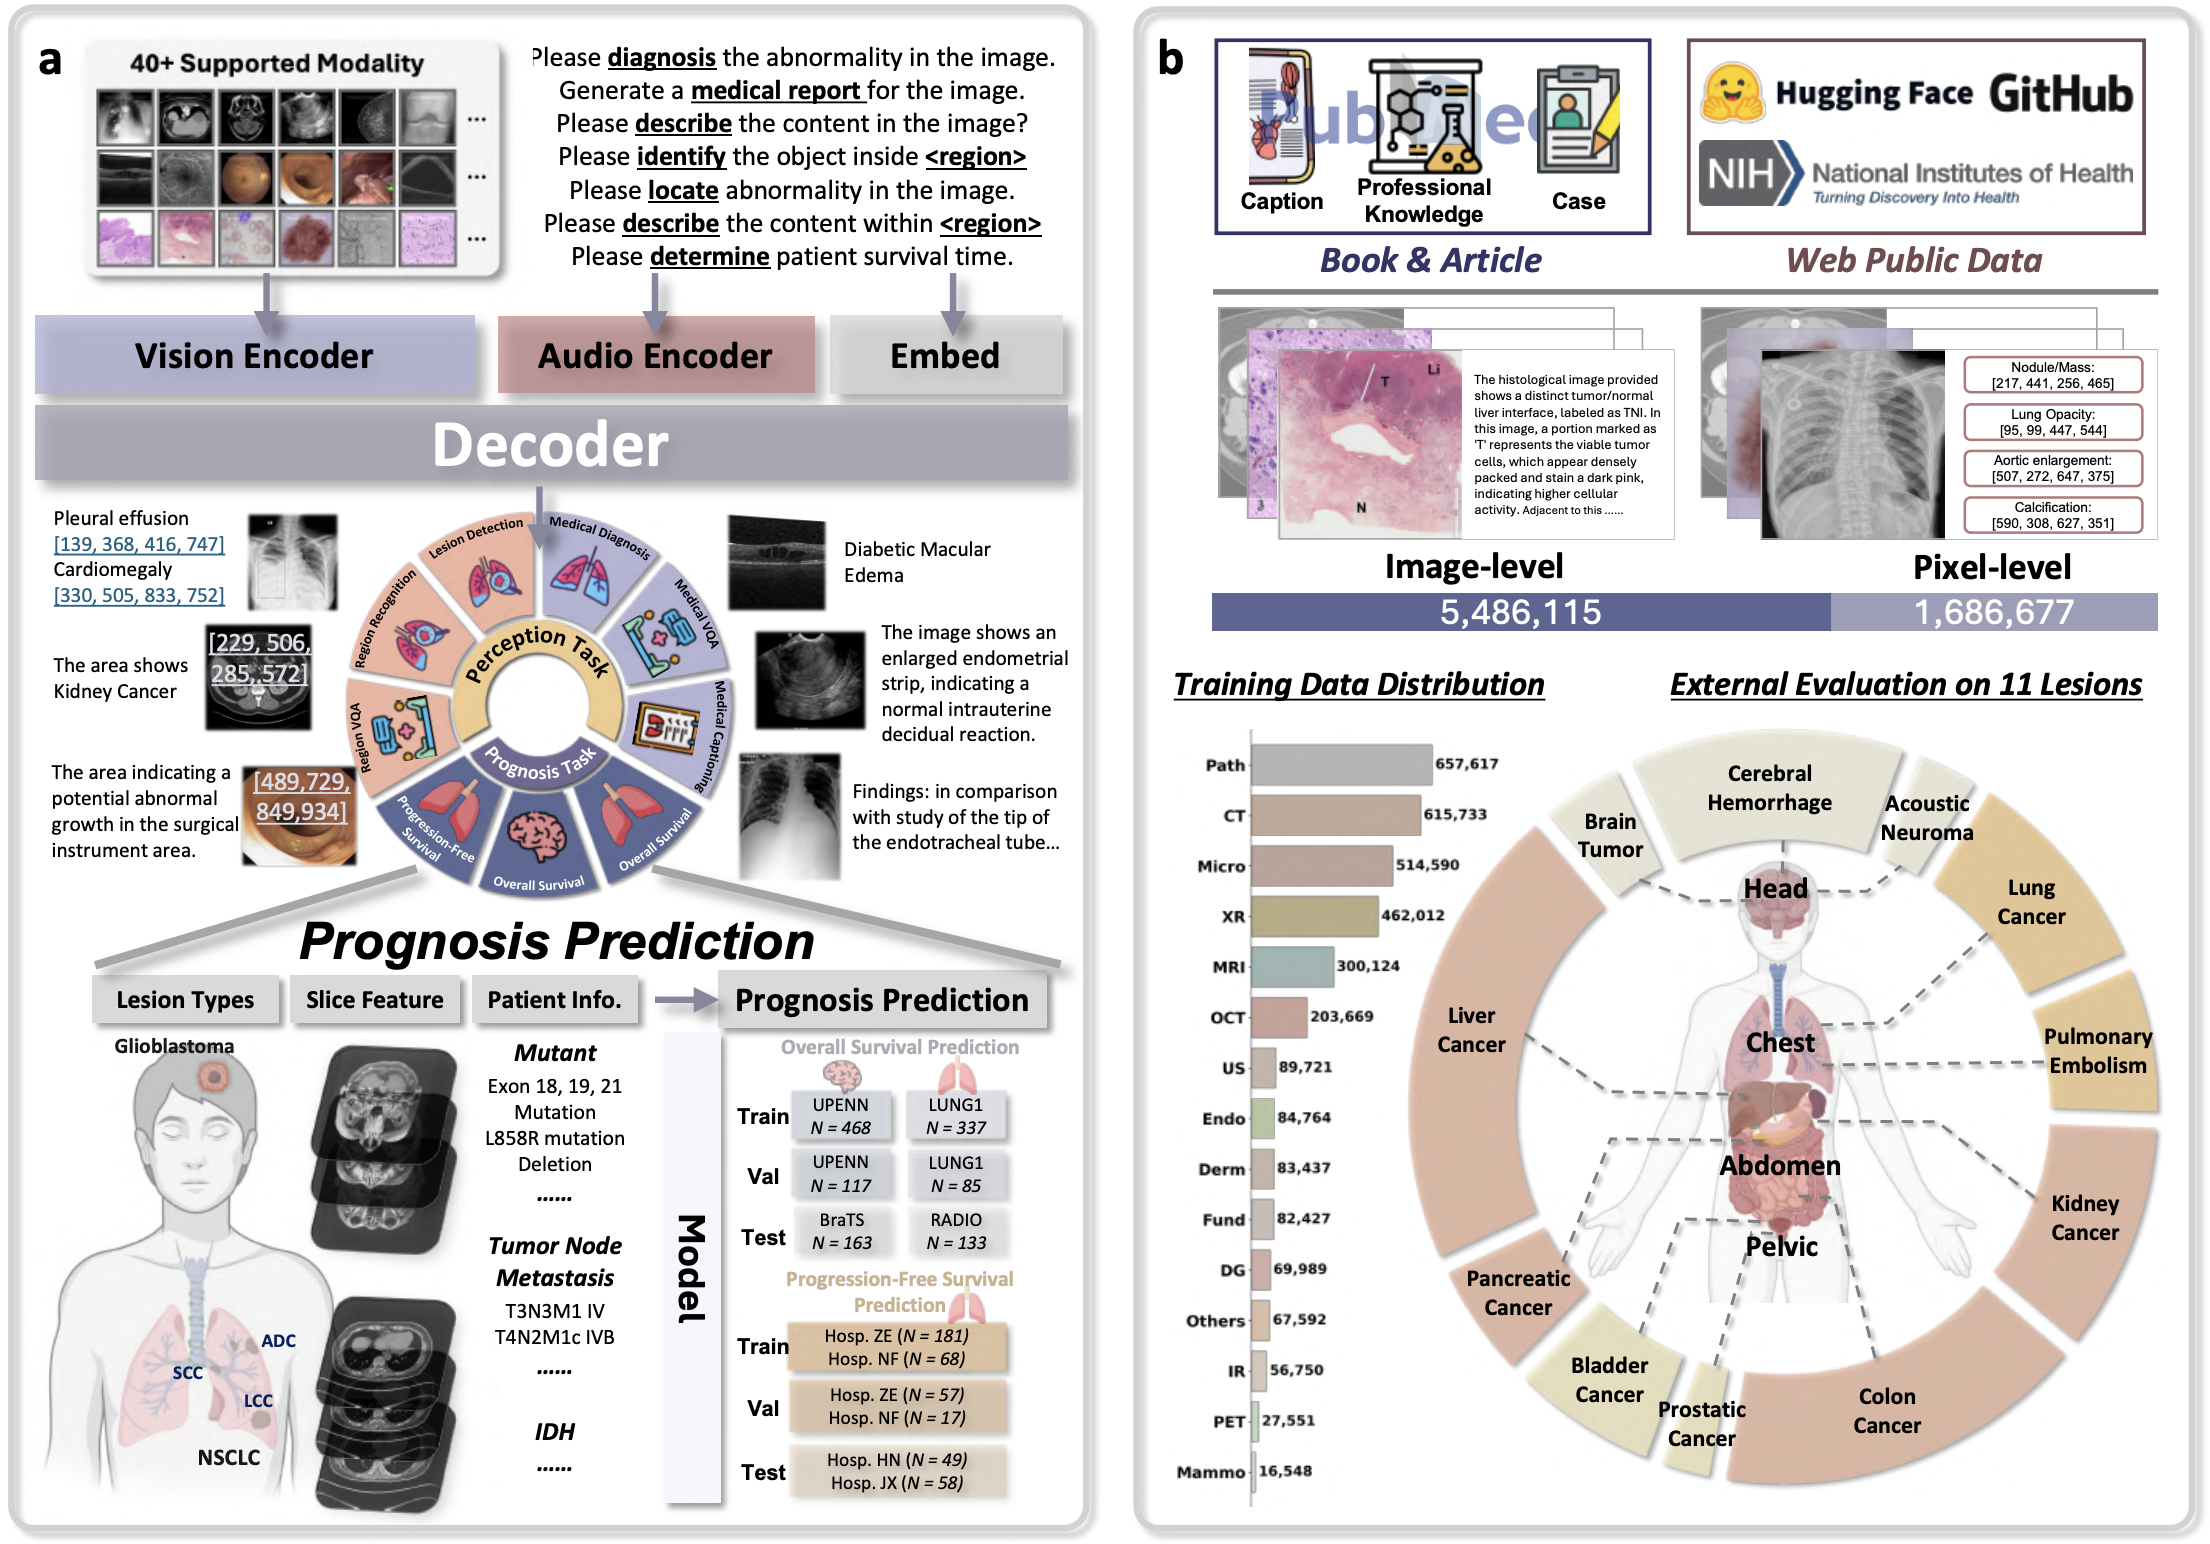 a
40+ Supported Modality
...
...
...
Please diagnosis the abnormality in the image.
Generate a medical report for the image.
Please describe the content in the image?
Please identify the object inside <region>
Please locate abnormality in the image.
Please describe the content within <region>
Please determine patient survival time.
Vision Encoder
Audio Encoder
Embed
Decoder
Pleural effusion
[139, 368, 416, 747]
Cardiomegaly
[330, 505, 833, 752]
The area shows
Kidney Cancer
[229, 506,
285, 572]
The area indicating a
potential abnormal
growth in the surgical
instrument area.
[489,729,
849,934]
Lesion Detection
Medical Diagnosis
Region Recognition
Medical VQA
Region VQA
Medical Captioning
Perception Task
Prognosis Task
Progression-Free
Survival
Overall Survival
Overall Survival
Diabetic Macular
Edema
The image shows an
enlarged endometrial
strip, indicating a
normal intrauterine
decidual reaction.
Findings: in comparison
with study of the tip of
the endotracheal tube...
Prognosis Prediction
Lesion Types
Slice Feature
Patient Info.
Prognosis Prediction
Glioblastoma
ADC
SCC
LCC
NSCLC
Mutant
Exon 18, 19, 21
Mutation
L858R mutation
Deletion
......
Tumor Node
Metastasis
T3N3M1 IV
T4N2M1c IVB
......
IDH
......
Model
Overall Survival Prediction
Train
UPENN
N = 468
LUNG1
N = 337
Val
UPENN
N = 117
LUNG1
N = 85
Test
BraTS
N = 163
RADIO
N = 133
Progression-Free Survival
Prediction
Train
Hosp. ZE (N = 181)
Hosp. NF (N = 68)
Val
Hosp. ZE (N = 57)
Hosp. NF (N = 17)
Test
Hosp. HN (N = 49)
Hosp. JX (N = 58)
b
PubMed
Caption
Professional
Knowledge
Case
Book & Article
Hugging Face
GitHub
NIH
National Institutes of Health
Turning Discovery Into Health
Web Public Data
T
Li
N
The histological image provided
shows a distinct tumor/normal
liver interface, labeled as TNI. In
this image, a portion marked as
'T' represents the viable tumor
cells, which appear densely
packed and stain a dark pink,
indicating higher cellular
activity. Adjacent to this ......
Nodule/Mass:
[217, 441, 256, 465]
Lung Opacity:
[95, 99, 447, 544]
Aortic enlargement:
[507, 272, 647, 375]
Calcification:
[590, 308, 627, 351]
Image-level
Pixel-level
5,486,115
1,686,677
Training Data Distribution
Path 657,617
CT 615,733
Micro 514,590
XR 462,012
MRI 300,124
OCT 203,669
US 89,721
Endo 84,764
Derm 83,437
Fund 82,427
DG 69,989
Others 67,592
IR 56,750
PET 27,551
Mammo 16,548
External Evaluation on 11 Lesions
Brain
Tumor
Cerebral
Hemorrhage
Acoustic
Neuroma
Lung
Cancer
Pulmonary
Embolism
Kidney
Cancer
Colon
Cancer
Prostatic
Cancer
Bladder
Cancer
Pancreatic
Cancer
Liver
Cancer
Head
Chest
Abdomen
Pelvic